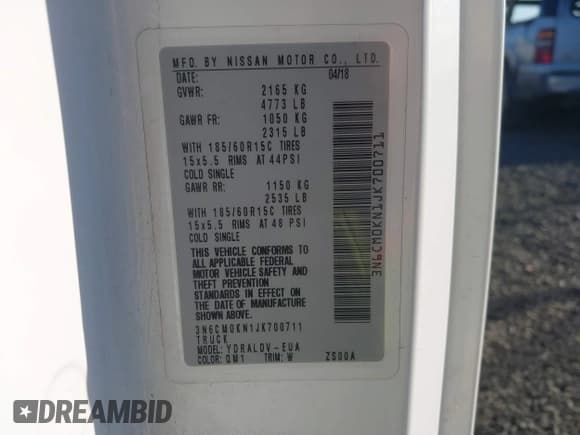 MFD. BY NISSAN MOTOR CO., LTD.
DATE: 04/18
GVWR: 2165 KG
4773 LB
GAWR FR: 1050 KG
2315 LB
WITH 185/60R15C TIRES
15x5.5 RIMS AT 44PSI
COLD SINGLE
GAWR RR: 1150 KG
2535 LB
WITH 185/60R15C TIRES
15x5.5 RIMS AT 48 PSI
COLD SINGLE
THIS VEHICLE CONFORMS TO
ALL APPLICABLE FEDERAL
MOTOR VEHICLE SAFETY AND
THEFT PREVENTION
STANDARDS IN EFFECT ON
THE DATE OF MANUFACTURE
SHOWN ABOVE.
3N6CM0KN1JK700711
TRUCK
MODEL: YDRALDV-EUA
COLOR: QM1 TRIM: W ZS00A
3N6CM0KN1JK700711
DREAMBID